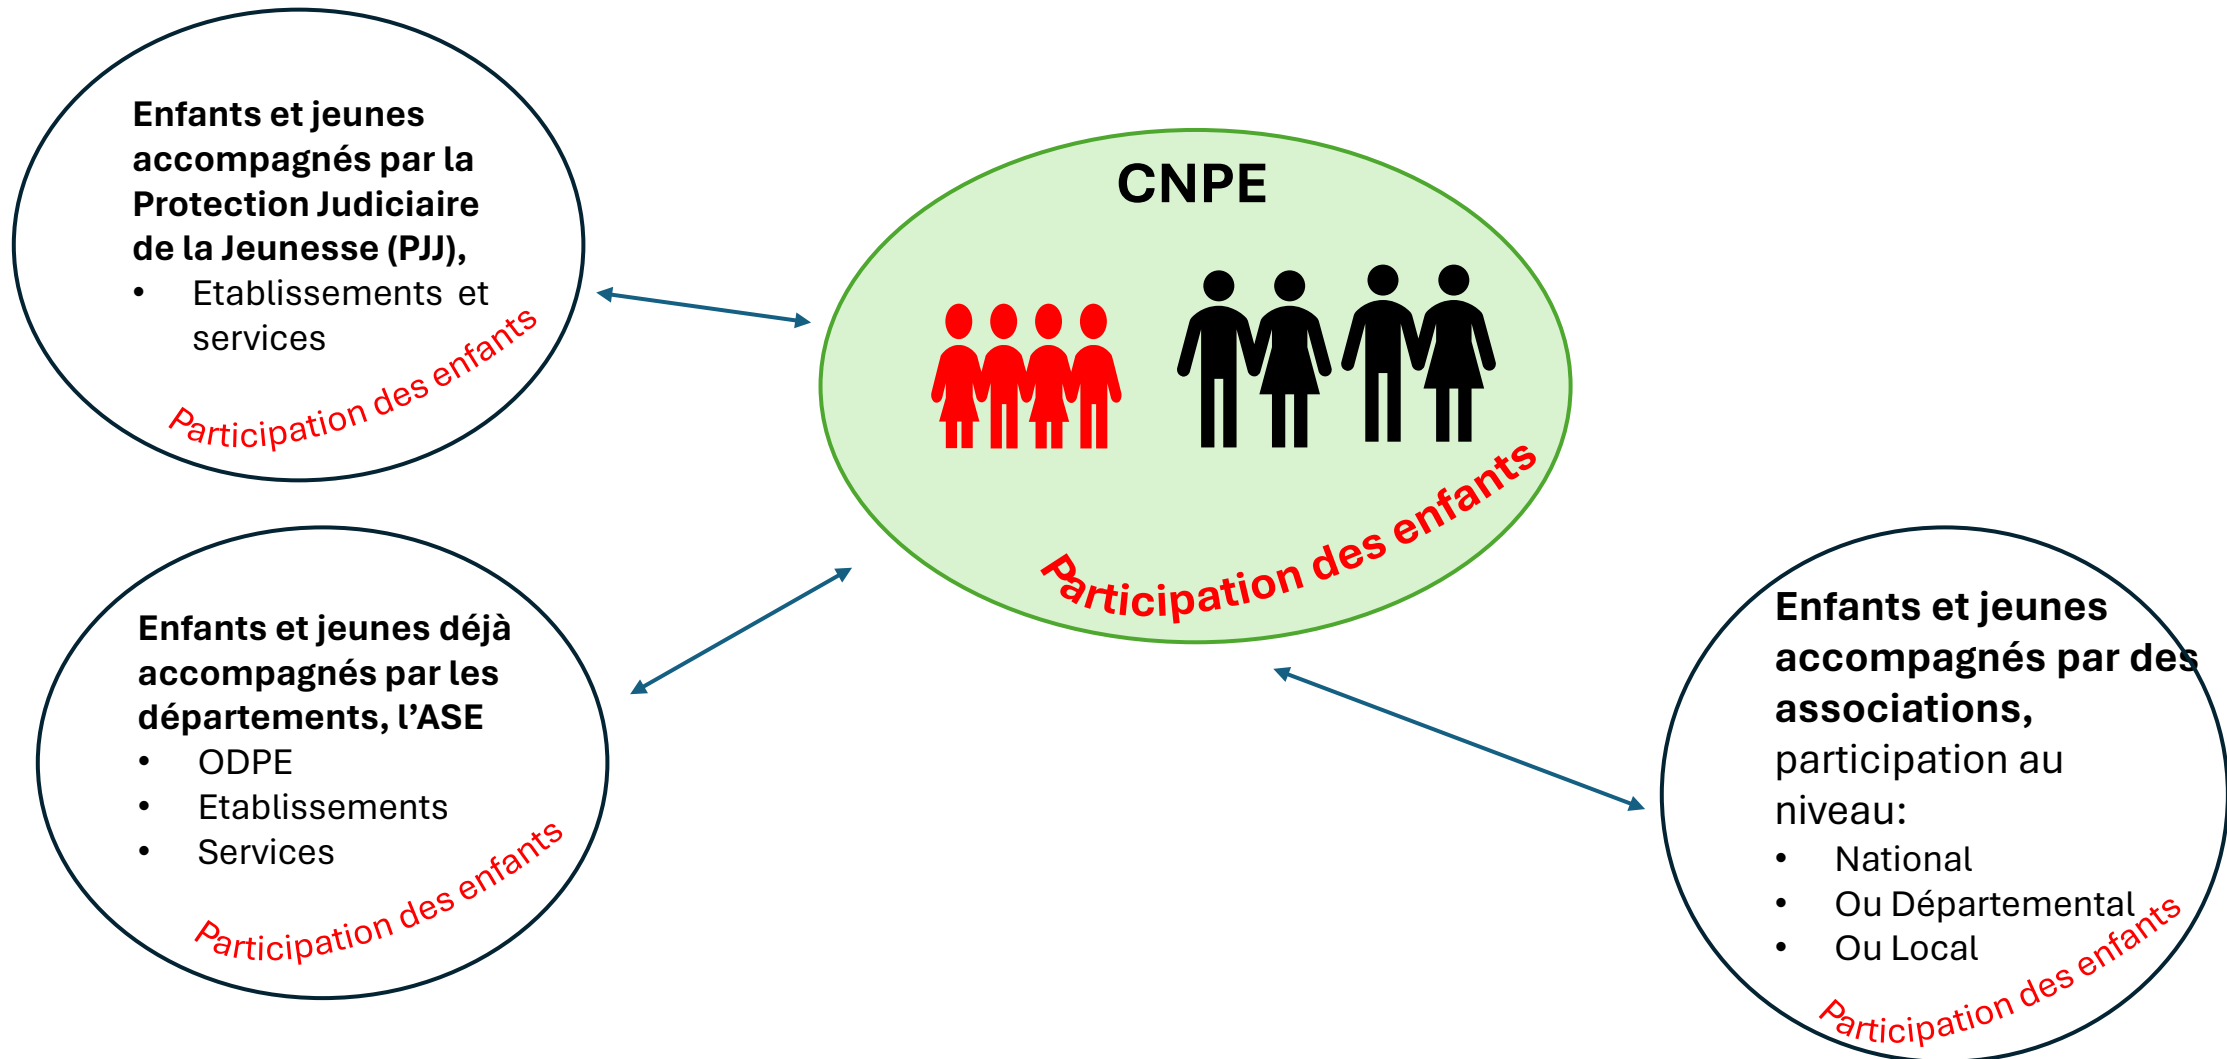 Enfants et jeunes
accompagnés par la
Protection Judiciaire
de la Jeunesse (PJJ),
• Etablissements et
services
Participation des enfants
CNPE
Participation des enfants
Enfants et jeunes déjà
accompagnés par les
départements, l’ASE
• ODPE
• Etablissements
• Services
Participation des enfants
Enfants et jeunes
accompagnés par des
associations,
participation au
niveau:
• National
• Ou Départemental
• Ou Local
Participation des enfants